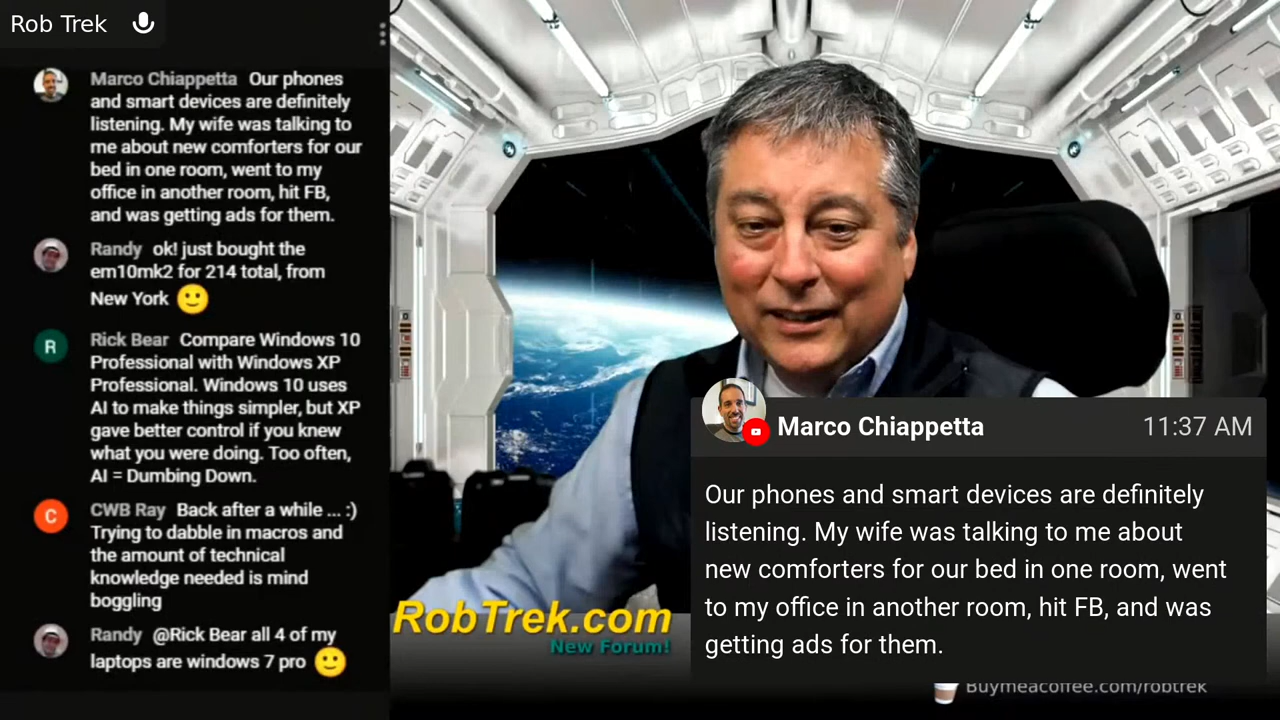 Rob Trek
Marco Chiappetta Our phones
and smart devices are definitely
listening. My wife was talking to
me about new comforters for our
bed in one room, went to my
office in another room, hit FB,
and was getting ads for them.
Randy ok! just bought the
em10mk2 for 214 total, from
New York 🙂
R
Rick Bear Compare Windows 10
Professional with Windows XP
Professional. Windows 10 uses
AI to make things simpler, but XP
gave better control if you knew
what you were doing. Too often,
AI = Dumbing Down.
C
CWB Ray Back after a while ... :)
Trying to dabble in macros and
the amount of technical
knowledge needed is mind
boggling
Randy @Rick Bear all 4 of my
laptops are windows 7 pro 🙂
RobTrek.com
New Forum!
Marco Chiappetta 11:37 AM
Our phones and smart devices are definitely
listening. My wife was talking to me about
new comforters for our bed in one room, went
to my office in another room, hit FB, and was
getting ads for them.
Buymeacoffee.com/robtrek